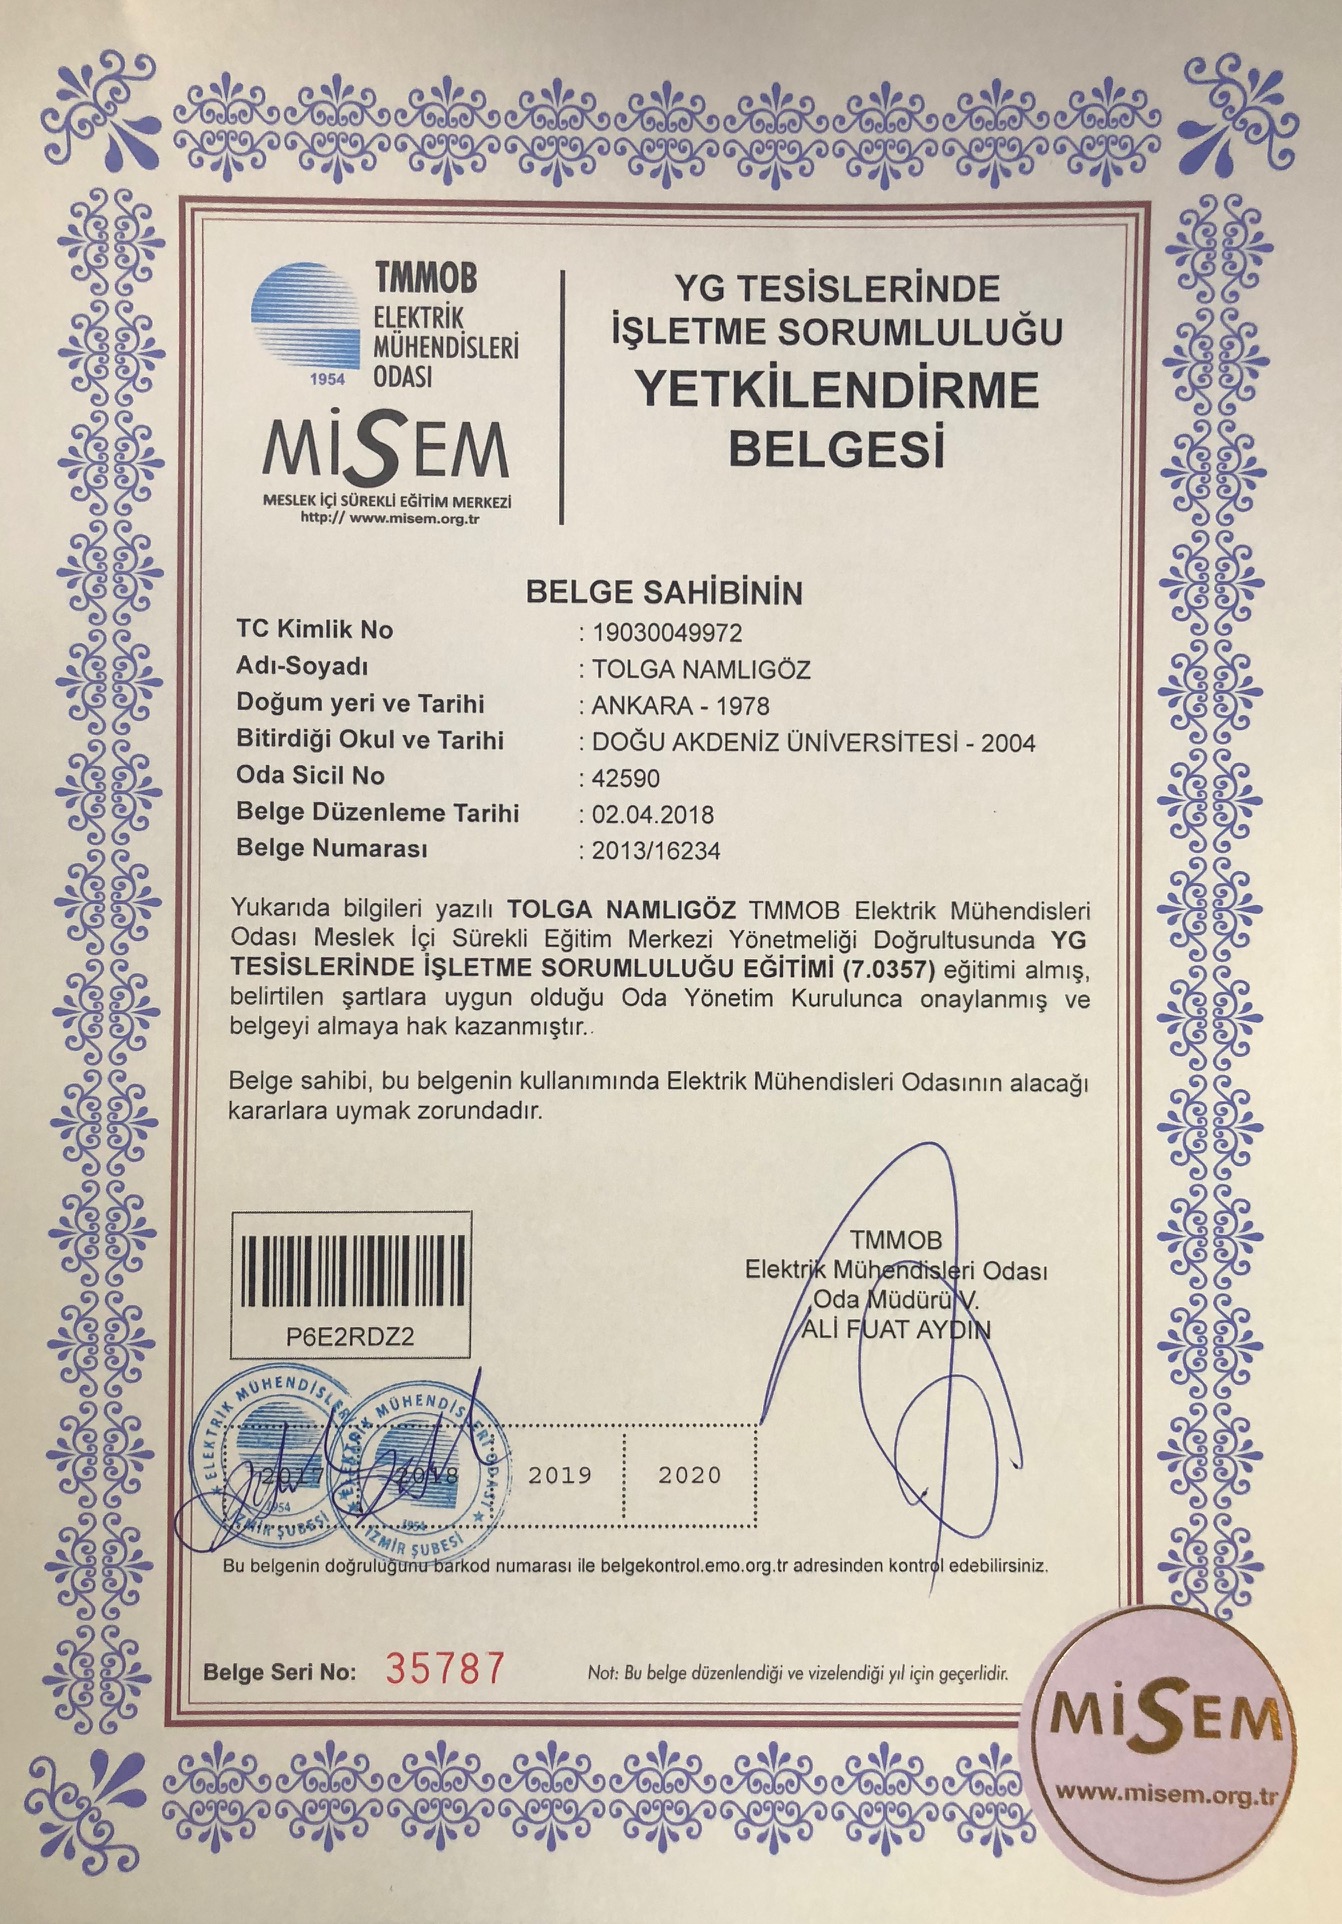 TMMOB
ELEKTRİK
MÜHENDİSLERİ
ODASI
1954
MİSEM
MESLEK İÇİ SÜREKLİ EĞİTİM MERKEZİ
http:// www.misem.org.tr
YG TESİSLERİNDE
İŞLETME SORUMLULUĞU
YETKİLENDİRME
BELGESİ
BELGE SAHİBİNİN
TC Kimlik No : 19030049972
Adı-Soyadı : TOLGA NAMLIGÖZ
Doğum yeri ve Tarihi : ANKARA - 1978
Bitirdiği Okul ve Tarihi : DOĞU AKDENİZ ÜNİVERSİTESİ - 2004
Oda Sicil No : 42590
Belge Düzenleme Tarihi : 02.04.2018
Belge Numarası : 2013/16234
Yukarıda bilgileri yazılı TOLGA NAMLIGÖZ TMMOB Elektrik Mühendisleri
Odası Meslek İçi Sürekli Eğitim Merkezi Yönetmeliği Doğrultusunda YG
TESİSLERİNDE İŞLETME SORUMLULUĞU EĞİTİMİ (7.0357) eğitimi almış,
belirtilen şartlara uygun olduğu Oda Yönetim Kurulunca onaylanmış ve
belgeyi almaya hak kazanmıştır..
Belge sahibi, bu belgenin kullanımında Elektrik Mühendisleri Odasının alacağı
kararlara uymak zorundadır.
TMMOB
Elektrik Mühendisleri Odası
Oda Müdürü V.
ALİ FUAT AYDIN
P6E2RDZ2
ELEKTRİK MÜHENDİSLERİ
1954
İZMİR ŞUBESİ
ELEKTRİK MÜHENDİSLERİ ODASI
1954
İZMİR ŞUBESİ
2017 2018 2019 2020
Bu belgenin doğruluğunu barkod numarası ile belgekontrol.emo.org.tr adresinden kontrol edebilirsiniz.
Belge Seri No: 35787
Not: Bu belge düzenlendiği ve vizelendiği yıl için geçerlidir.
MİSEM
www.misem.org.tr